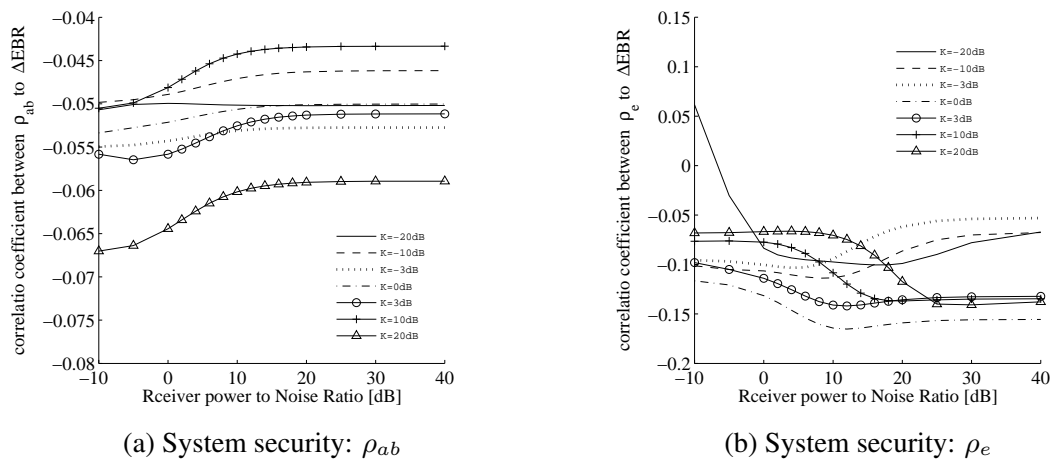 correlatio coefficient between ρab to ΔEBR
−0.04
−0.045
−0.05
−0.055
−0.06
−0.065
−0.07
−0.075
−0.08
K=−20dB
K=−10dB
K=−3dB
K=0dB
K=3dB
K=10dB
K=20dB
−10 0 10 20 30 40
Rceiver power to Noise Ratio [dB]
(a) System security: ρab
correlatio coefficient between ρe to ΔEBR
0.15
0.1
0.05
0
−0.05
−0.1
−0.15
−0.2
K=−20dB
K=−10dB
K=−3dB
K=0dB
K=3dB
K=10dB
K=20dB
−10 0 10 20 30 40
Rceiver power to Noise Ratio [dB]
(b) System security: ρe